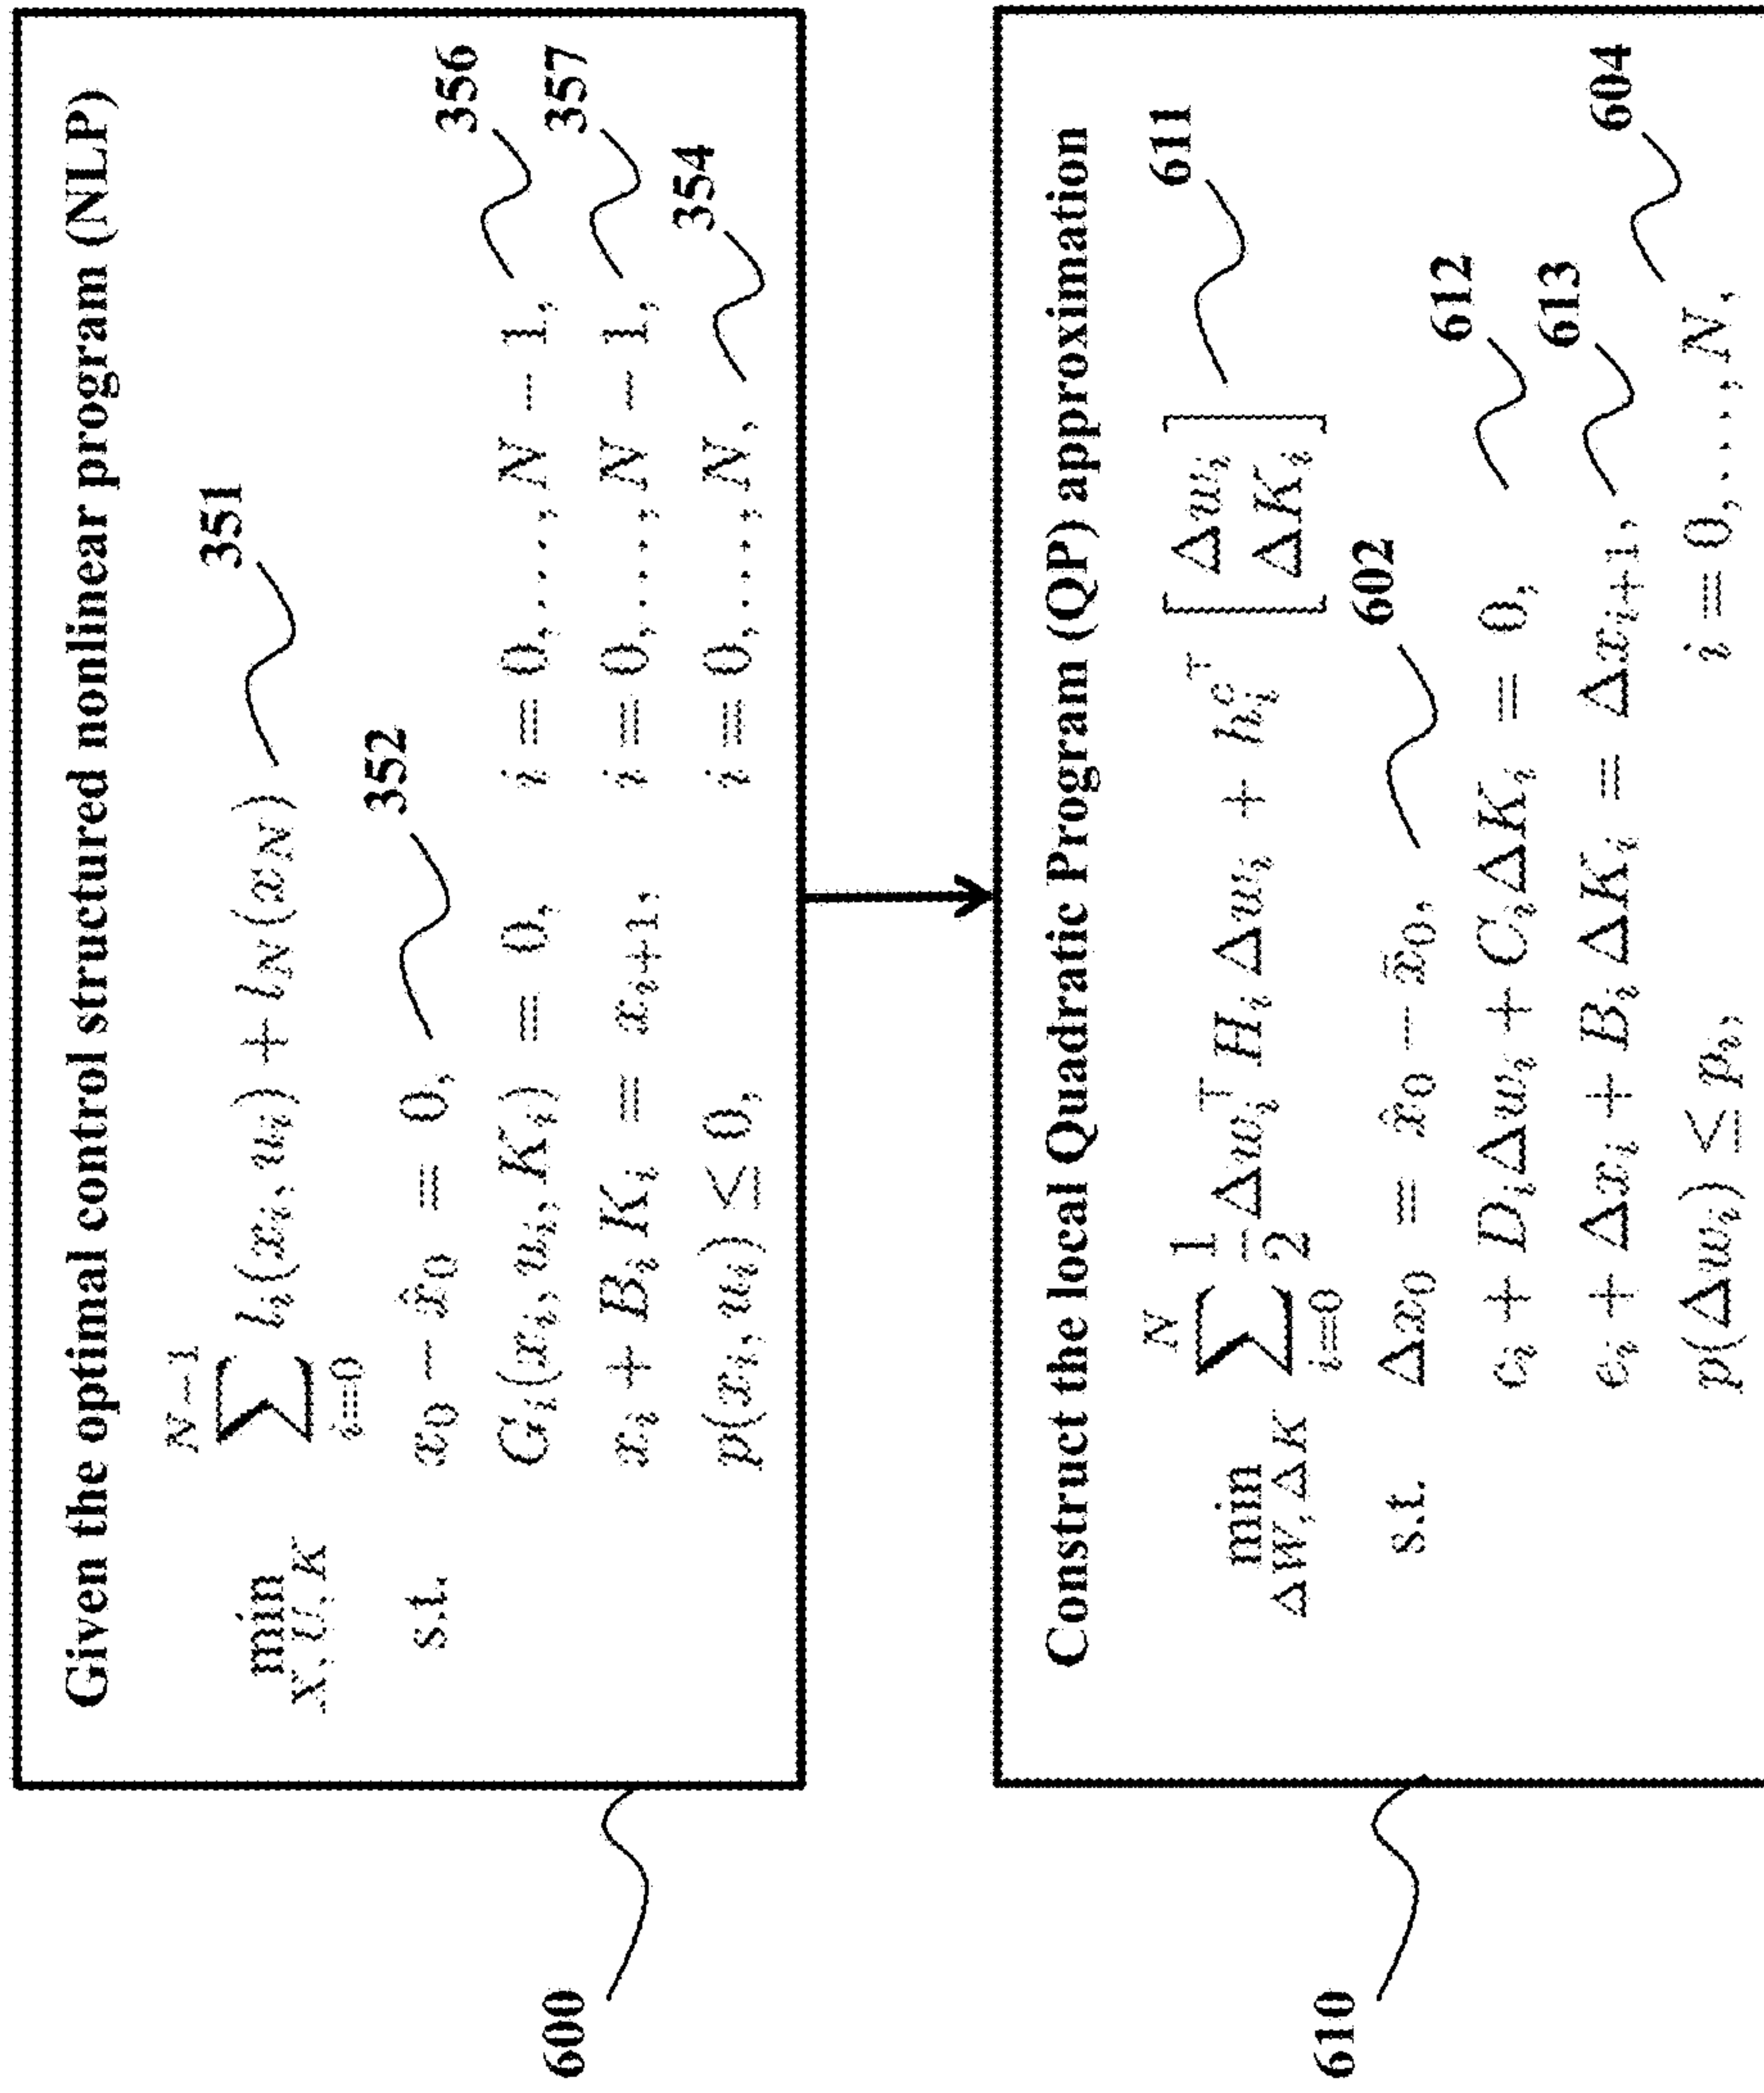 Given the optimal control structured nonlinear program (NLP)
min X, U, K ∑ i=0 N−1 l_i(x_i, u_i) + l_N(x_N) 351
s.t. x_0 − x̂_0 = 0, 352
G_i(x_i, u_i, K_i) = 0, i = 0, ..., N − 1, 356
x_i + B_i K_i = x_{i+1}, i = 0, ..., N − 1, 357
p(x_i, u_i) ≤ 0, i = 0, ..., N, 354
600
Construct the local Quadratic Program (QP) approximation
min ΔW, ΔK ∑ i=0 N 1/2 Δw_i^⊤ H_i Δw_i + h_i^{c⊤} [Δw_i ΔK_i] 611
s.t. Δx_0 = x̂_0 − x̄_0, 602
c_i + D_i Δw_i + C_i ΔK_i = 0, 612
e_i + Δx_i + B_i ΔK_i = Δx_{i+1}, 613
p(Δw_i) ≤ p_i, i = 0, ..., N, 604
610